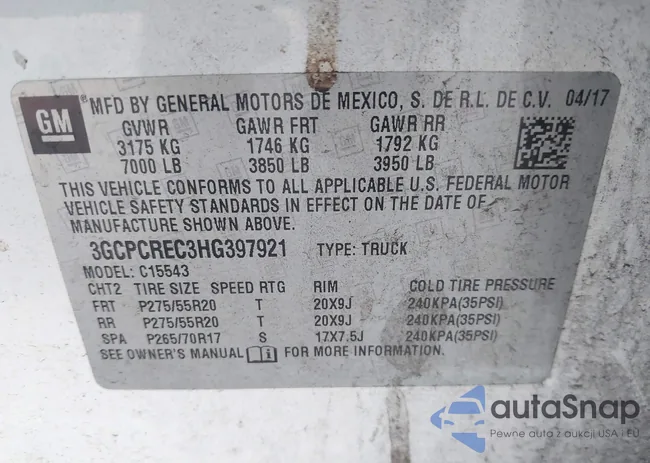 GM MFD BY GENERAL MOTORS DE MEXICO, S. DE R.L. DE C.V. 04/17
GVWR GAWR FRT GAWR RR
3175 KG 1746 KG 1792 KG
7000 LB 3850 LB 3950 LB
THIS VEHICLE CONFORMS TO ALL APPLICABLE U.S. FEDERAL MOTOR
VEHICLE SAFETY STANDARDS IN EFFECT ON THE DATE OF
MANUFACTURE SHOWN ABOVE.
3GCPCREC3HG397921 TYPE: TRUCK
MODEL: C15543
CHT2 TIRE SIZE SPEED RTG RIM COLD TIRE PRESSURE
FRT P275/55R20 T 20X9J 240KPA(35PSI)
RR P275/55R20 T 20X9J 240KPA(35PSI)
SPA P265/70R17 S 17X7.5J 240KPA(35PSI)
SEE OWNER'S MANUAL FOR MORE INFORMATION.
autaSnap
Pewne auta z aukcji USA i EU